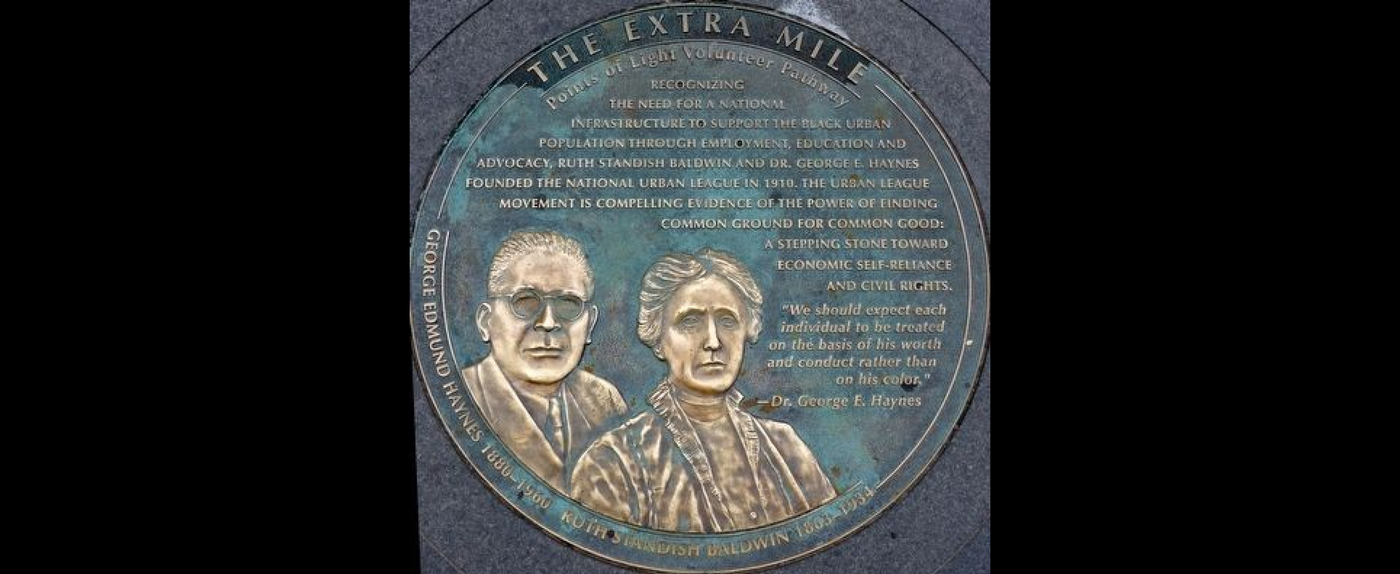 THE EXTRA MILE
Points of Light Volunteer Pathway
RECOGNIZING
THE NEED FOR A NATIONAL
INFRASTRUCTURE TO SUPPORT THE BLACK URBAN
POPULATION THROUGH EMPLOYMENT, EDUCATION AND
ADVOCACY, RUTH STANDISH BALDWIN AND DR. GEORGE E. HAYNES
FOUNDED THE NATIONAL URBAN LEAGUE IN 1910. THE URBAN LEAGUE
MOVEMENT IS COMPELLING EVIDENCE OF THE POWER OF FINDING
COMMON GROUND FOR COMMON GOOD:
A STEPPING STONE TOWARD
ECONOMIC SELF-RELIANCE
AND CIVIL RIGHTS.
"We should expect each
individual to be treated
on the basis of his worth
and conduct rather than
on his color."
—Dr. George E. Haynes
GEORGE EDMUND HAYNES 1880–1960
RUTH STANDISH BALDWIN 1863–1934